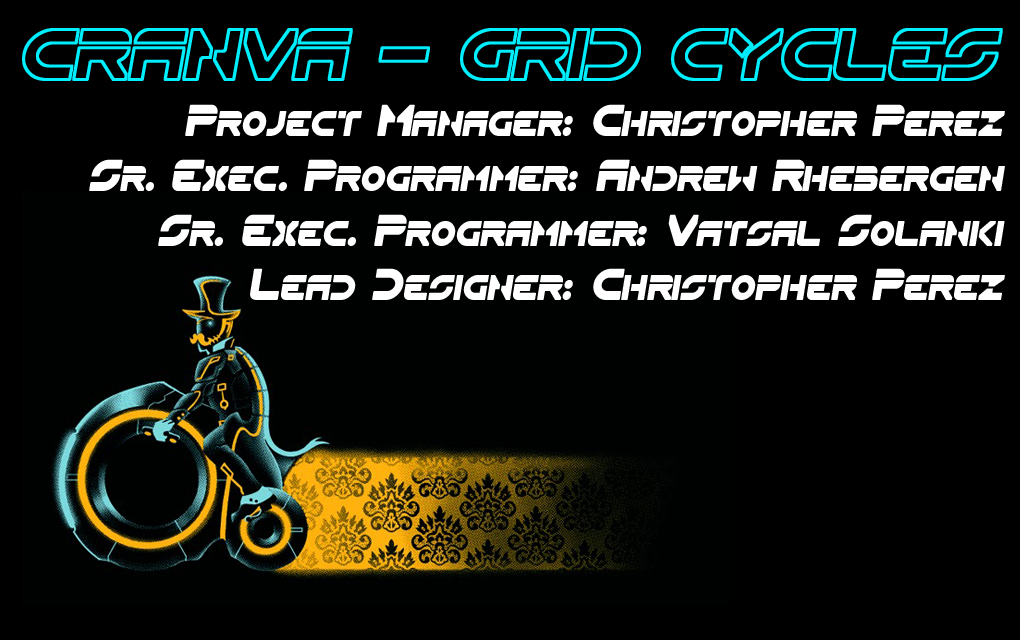 CRANVA - GRID CYCLES
Project Manager: Christopher Perez
Sr. Exec. Programmer: Andrew Rhebergen
Sr. Exec. Programmer: Vatsal Solanki
Lead Designer: Christopher Perez